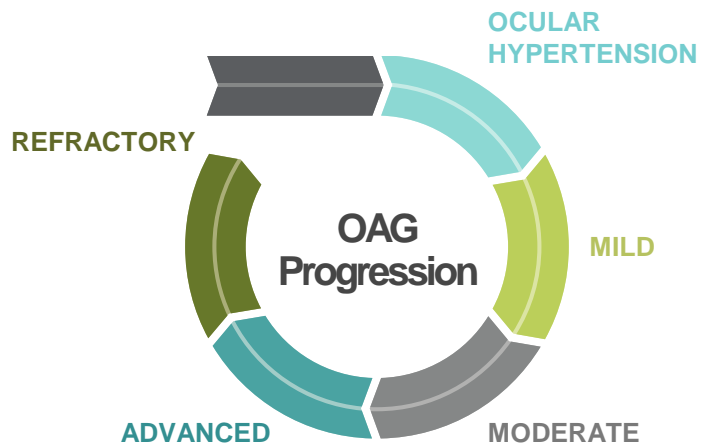 OCULAR
HYPERTENSION
REFRACTORY
OAG
Progression
MILD
ADVANCED
MODERATE